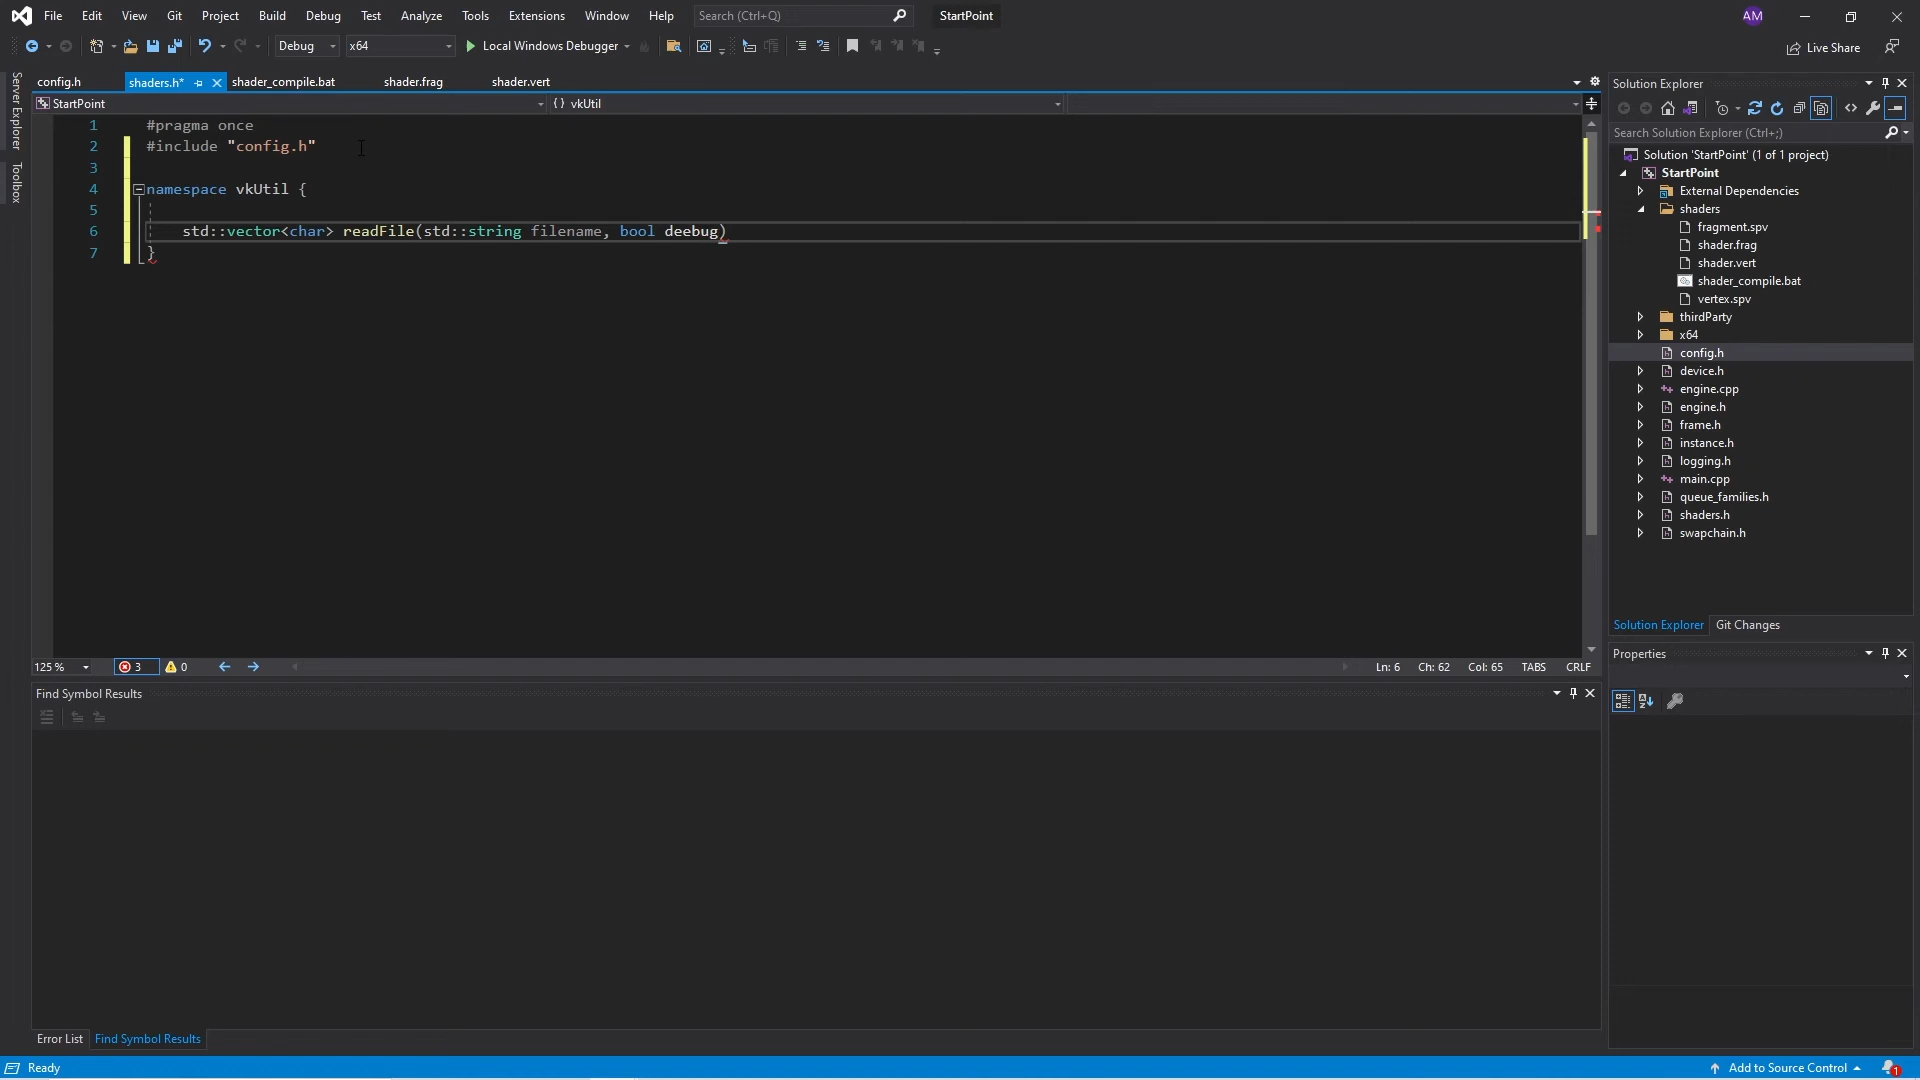 File Edit View Git Project Build Debug Test Analyze Tools Extensions Window Help Search (Ctrl+Q) StartPoint AM
Debug x64 Local Windows Debugger Live Share
config.h shaders.h* shader_compile.bat shader.frag shader.vert
StartPoint {} vkUtil
Server Explorer
Toolbox
1 #pragma once
2 #include "config.h"
3
4 namespace vkUtil {
5
6 std::vector<char> readFile(std::string filename, bool deebug)
7 }
125 % 3 0 Ln: 6 Ch: 62 Col: 65 TABS CRLF
Find Symbol Results
Error List Find Symbol Results
Solution Explorer
Search Solution Explorer (Ctrl+;)
Solution 'StartPoint' (1 of 1 project)
StartPoint
External Dependencies
shaders
fragment.spv
shader.frag
shader.vert
shader_compile.bat
vertex.spv
thirdParty
x64
config.h
device.h
engine.cpp
engine.h
frame.h
instance.h
logging.h
main.cpp
queue_families.h
shaders.h
swapchain.h
Solution Explorer Git Changes
Properties
Ready Add to Source Control 1